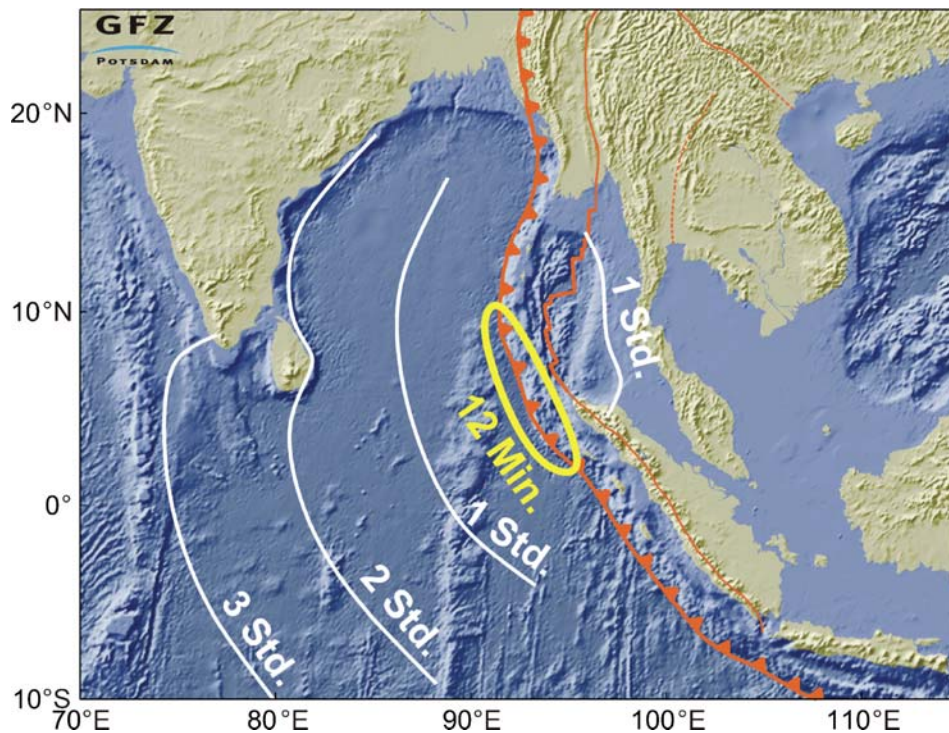 GFZ
POTSDAM
20°N
10°N
0°
10°S
70°E
80°E
90°E
100°E
110°E
3 Std.
2 Std.
1 Std.
12 Min.
1 Std.